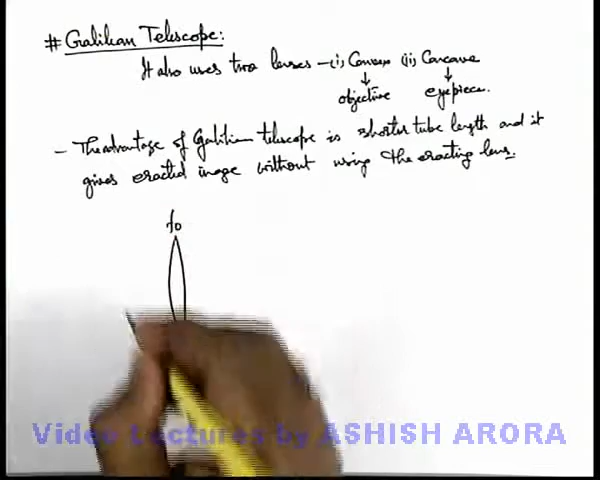 # Galilean Telescope:
It also uses two lenses – (i) Convex (ii) Concave
↓ ↓
objective eyepiece.
– The advantage of Galilian telescope is shorter tube length and it
gives erected image without using the erecting lens.
fo
Video Lectures by ASHISH ARORA